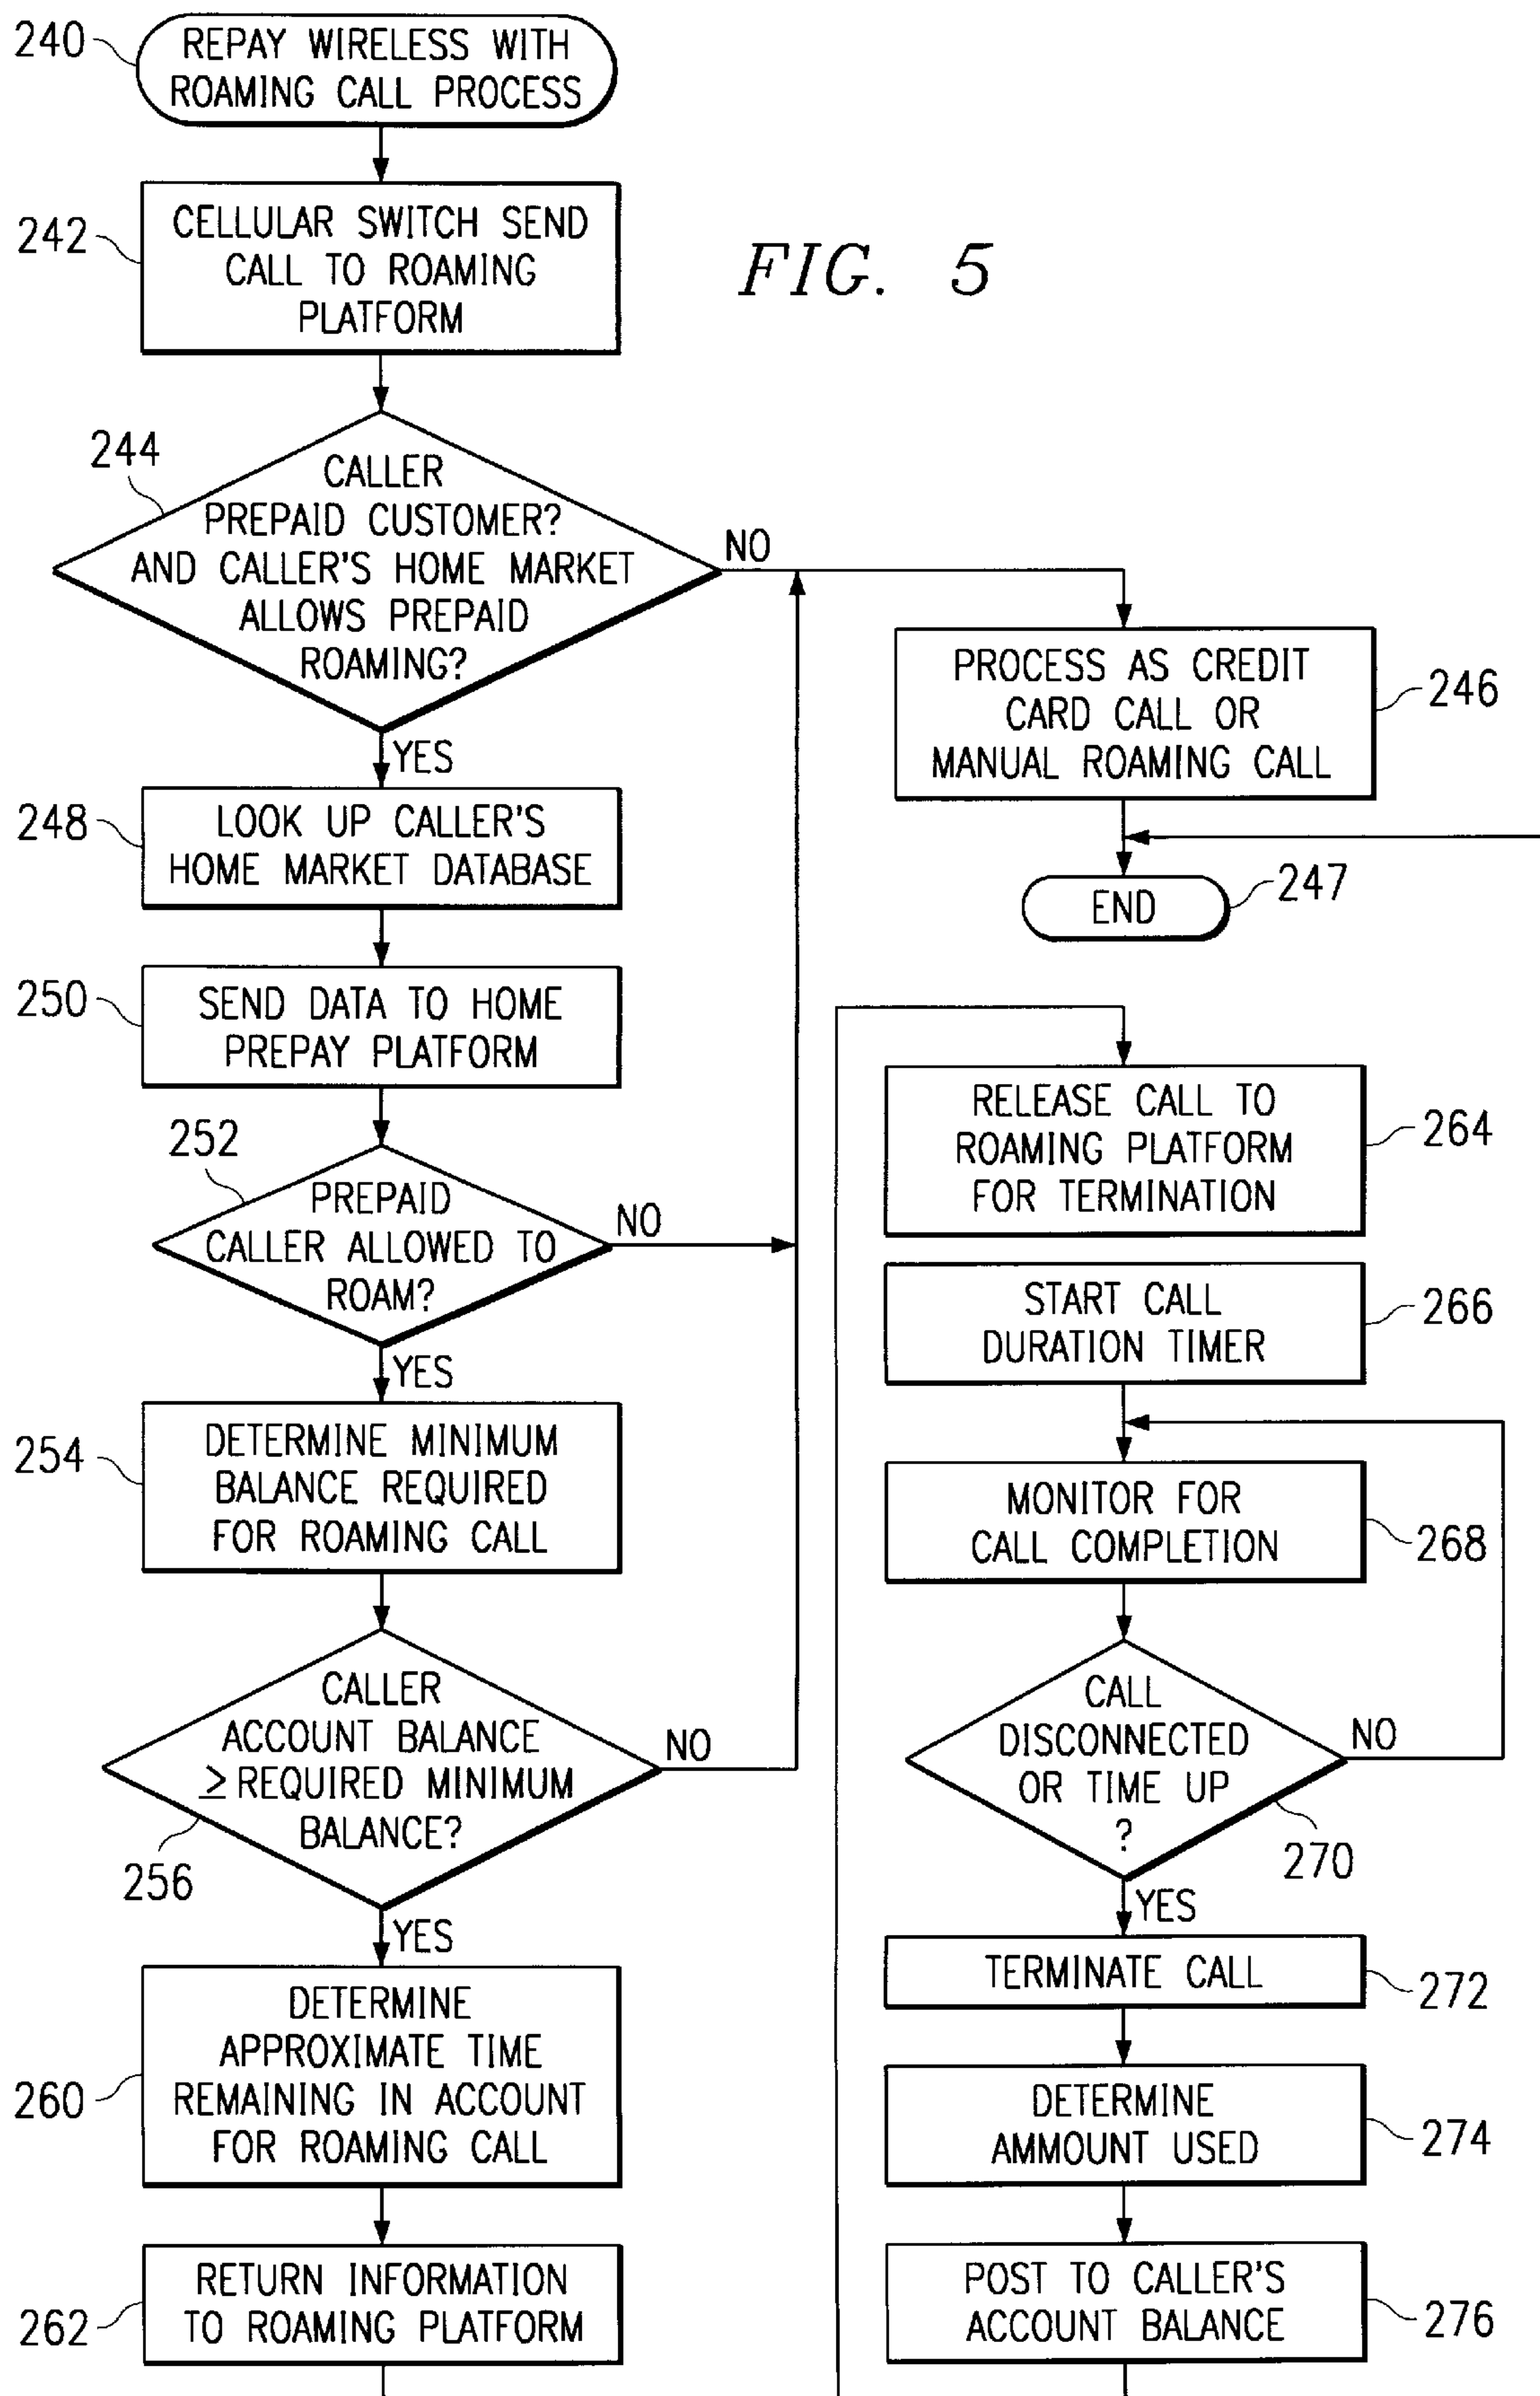 240
REPAY WIRELESS WITH
ROAMING CALL PROCESS
242
CELLULAR SWITCH SEND
CALL TO ROAMING
PLATFORM
FIG. 5
244
CALLER
PREPAID CUSTOMER?
AND CALLER'S HOME MARKET
ALLOWS PREPAID
ROAMING?
NO
YES
PROCESS AS CREDIT
CARD CALL OR
MANUAL ROAMING CALL
246
END
247
248
LOOK UP CALLER'S
HOME MARKET DATABASE
250
SEND DATA TO HOME
PREPAY PLATFORM
252
PREPAID
CALLER ALLOWED TO
ROAM?
NO
YES
254
DETERMINE MINIMUM
BALANCE REQUIRED
FOR ROAMING CALL
CALLER
ACCOUNT BALANCE
≥ REQUIRED MINIMUM
BALANCE?
256
NO
YES
260
DETERMINE
APPROXIMATE TIME
REMAINING IN ACCOUNT
FOR ROAMING CALL
262
RETURN INFORMATION
TO ROAMING PLATFORM
RELEASE CALL TO
ROAMING PLATFORM
FOR TERMINATION
264
START CALL
DURATION TIMER
266
MONITOR FOR
CALL COMPLETION
268
CALL
DISCONNECTED
OR TIME UP
?
NO
270
YES
TERMINATE CALL
272
DETERMINE
AMMOUNT USED
274
POST TO CALLER'S
ACCOUNT BALANCE
276